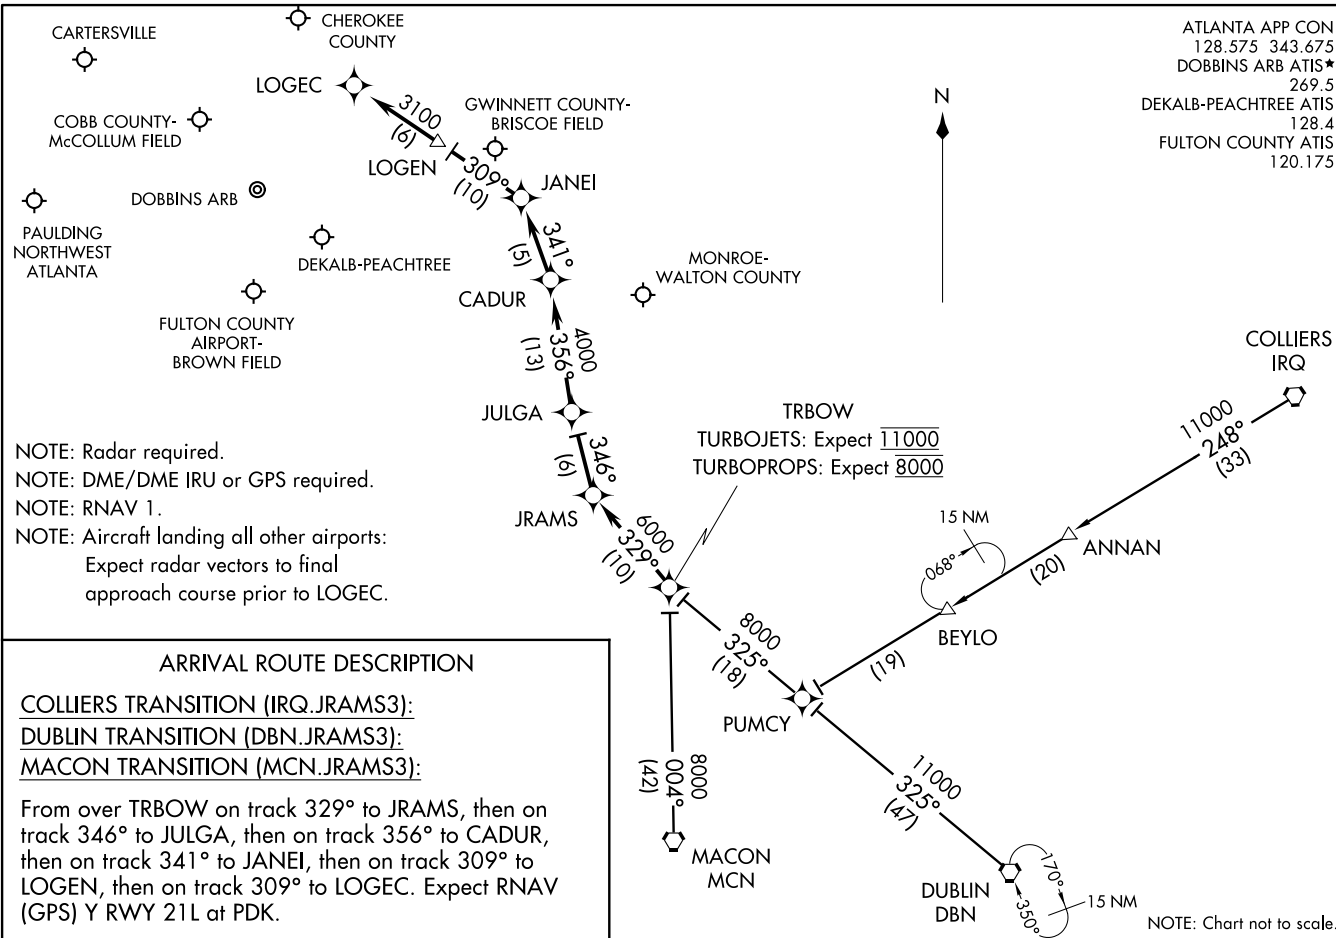 CHEROKEE
COUNTY
CARTERSVILLE
LOGEC
COBB COUNTY-
McCOLLUM FIELD
3100
(6)
GWINNETT COUNTY-
BRISCOE FIELD
LOGEN
309°
(10)
JANEI
DOBBINS ARB
PAULDING
NORTHWEST
ATLANTA
DEKALB-PEACHTREE
341°
(5)
CADUR
MONROE-
WALTON COUNTY
FULTON COUNTY
AIRPORT-
BROWN FIELD
4000
356°
(13)
JULGA
N
ATLANTA APP CON
128.575 343.675
DOBBINS ARB ATIS★
269.5
DEKALB-PEACHTREE ATIS
128.4
FULTON COUNTY ATIS
120.175
COLLIERS
IRQ
11000
248°
(33)
TRBOW
TURBOJETS: Expect 11000
TURBOPROPS: Expect 8000
346°
(6)
JRAMS
6000
329°
(10)
15 NM
068°
ANNAN
(20)
BEYLO
(19)
8000
325°
(18)
PUMCY
8000
004°
(42)
MACON
MCN
11000
325°
(47)
DUBLIN
DBN
170°
350°
15 NM
NOTE: Radar required.
NOTE: DME/DME IRU or GPS required.
NOTE: RNAV 1.
NOTE: Aircraft landing all other airports:
Expect radar vectors to final
approach course prior to LOGEC.
ARRIVAL ROUTE DESCRIPTION
COLLIERS TRANSITION (IRQ.JRAMS3):
DUBLIN TRANSITION (DBN.JRAMS3):
MACON TRANSITION (MCN.JRAMS3):
From over TRBOW on track 329° to JRAMS, then on
track 346° to JULGA, then on track 356° to CADUR,
then on track 341° to JANEI, then on track 309° to
LOGEN, then on track 309° to LOGEC. Expect RNAV
(GPS) Y RWY 21L at PDK.
NOTE: Chart not to scale.